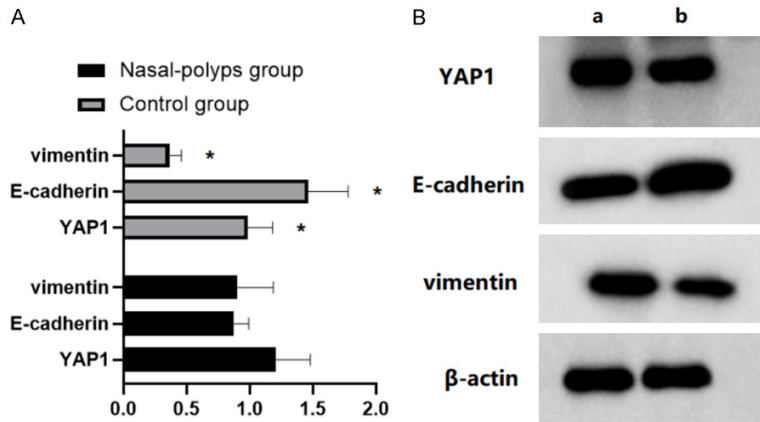 A
Nasal-polyps group
Control group
vimentin *
E-cadherin *
YAP1 *
vimentin
E-cadherin
YAP1
0.0 0.5 1.0 1.5 2.0
B
a b
YAP1
E-cadherin
vimentin
β-actin